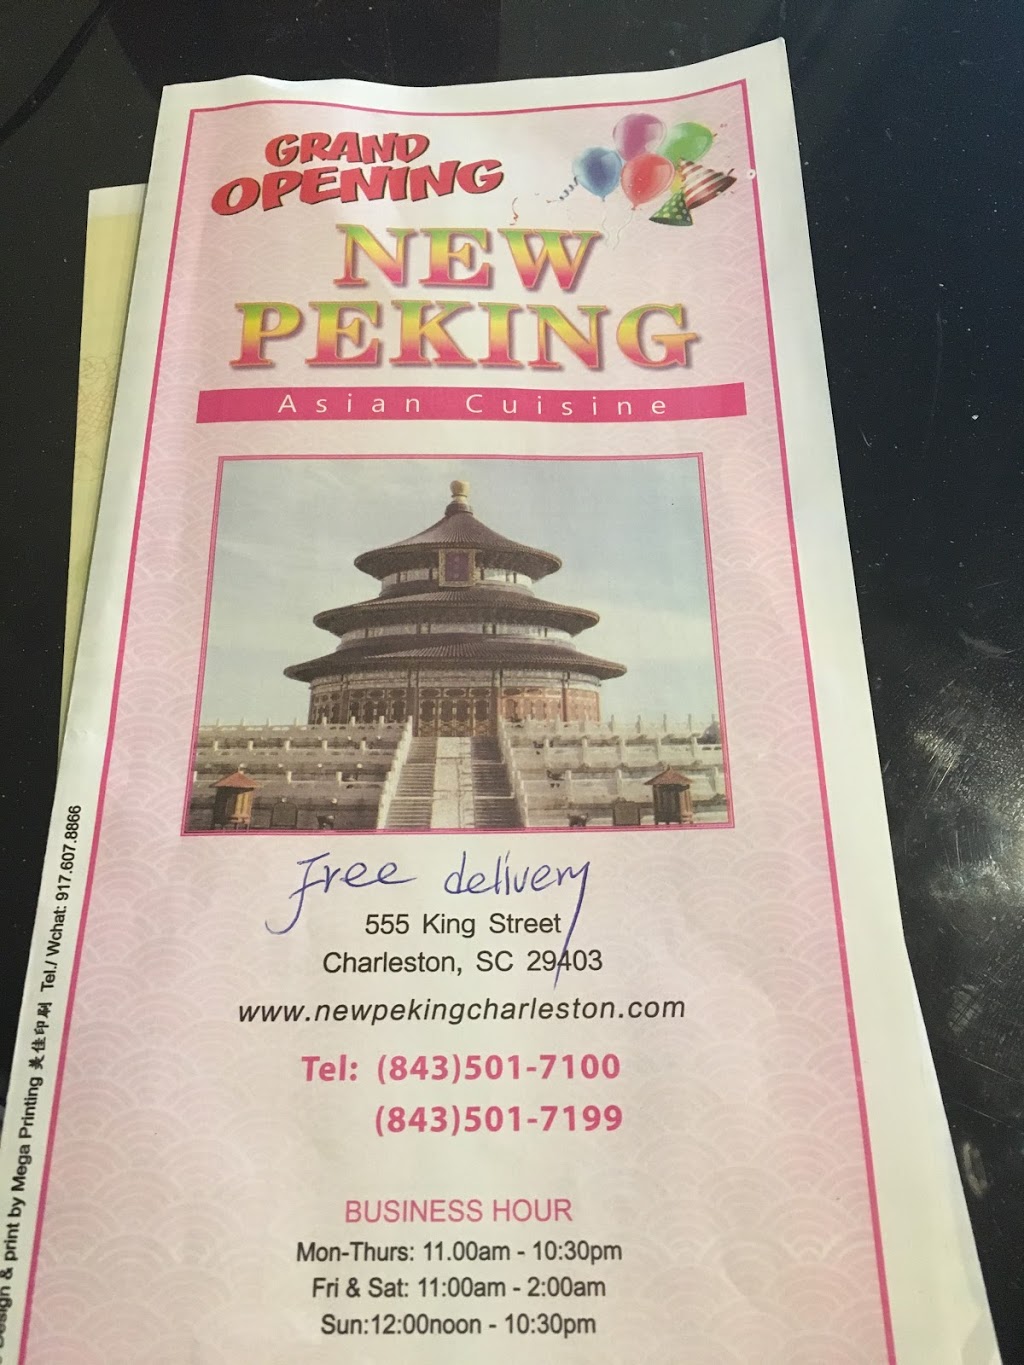 GRAND
OPENING
NEW
PEKING
Asian Cuisine
Free delivery
555 King Street
Charleston, SC 29403
www.newpekingcharleston.com
Tel: (843)501-7100
(843)501-7199
BUSINESS HOUR
Mon-Thurs: 11.00am - 10:30pm
Fri & Sat: 11:00am - 2:00am
Sun:12:00noon - 10:30pm
Design & print by Mega Printing 美佳印刷 Tel./ Wchat: 917.607.8866